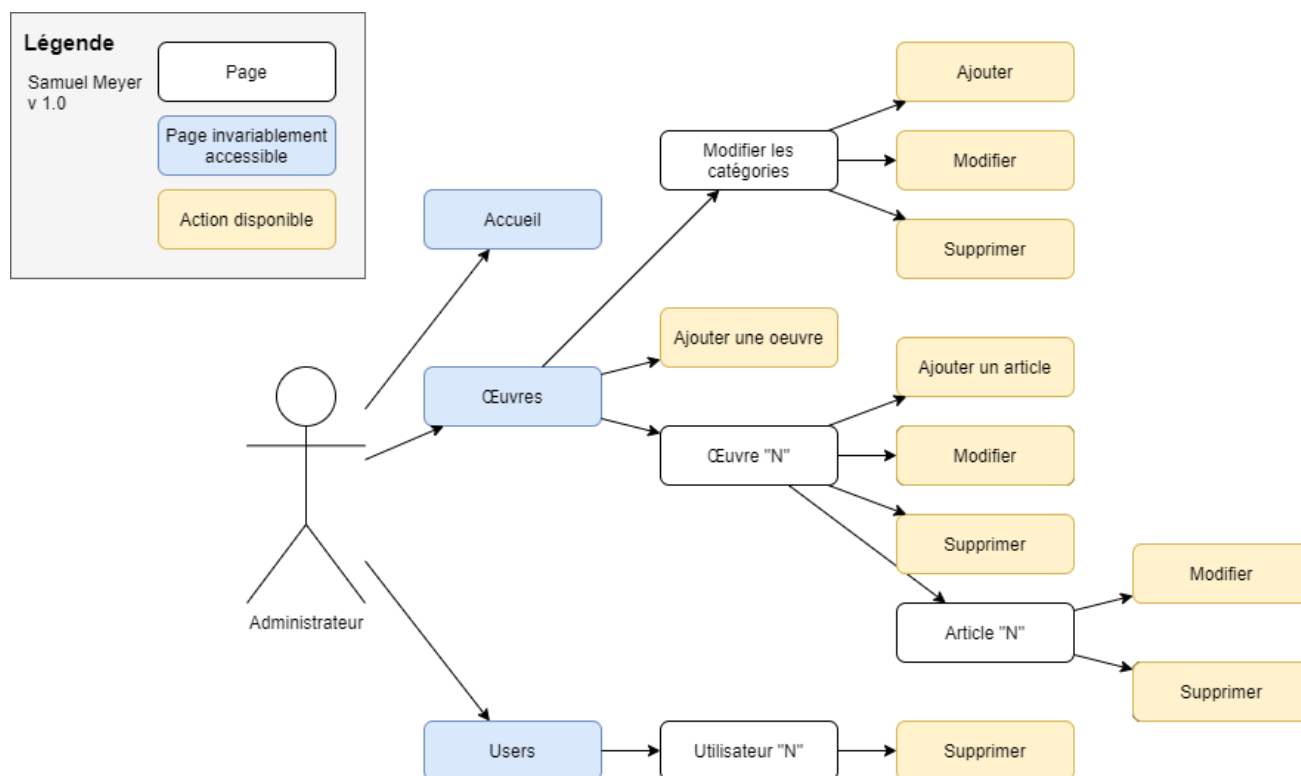 Légende
Samuel Meyer
v 1.0
Page
Page invariablement
accessible
Action disponible
Ajouter
Modifier les
catégories
Modifier
Accueil
Supprimer
Ajouter une oeuvre
Ajouter un article
Œuvres
Œuvre "N"
Modifier
Supprimer
Modifier
Administrateur
Article "N"
Supprimer
Users
Utilisateur "N"
Supprimer